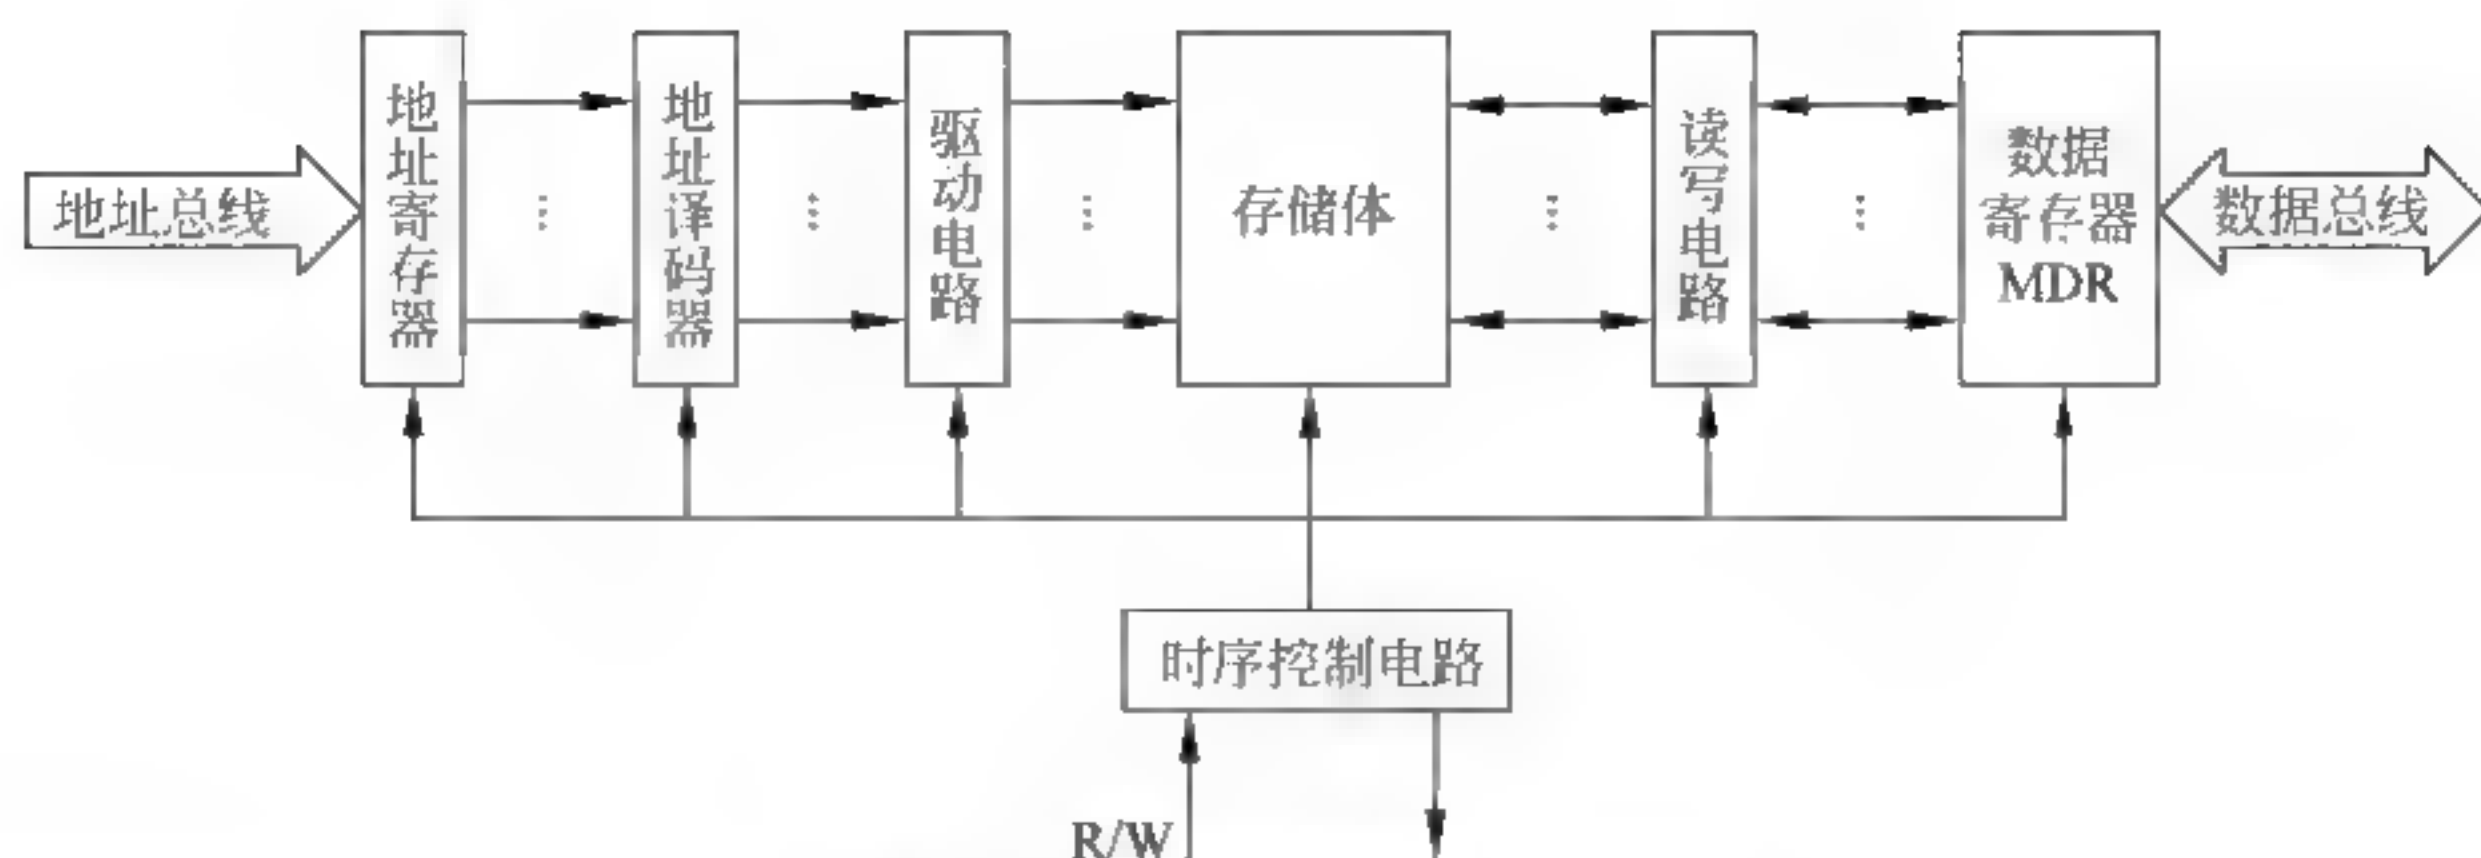 地址总线
地址寄存器
地址译码器
驱动电路
存储体
读写电路
数据
寄存器
MDR
数据总线
时序控制电路
R/W